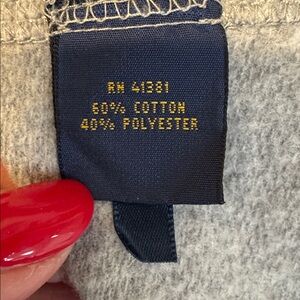 RN 41381
60% COTTON
40% POLYESTER